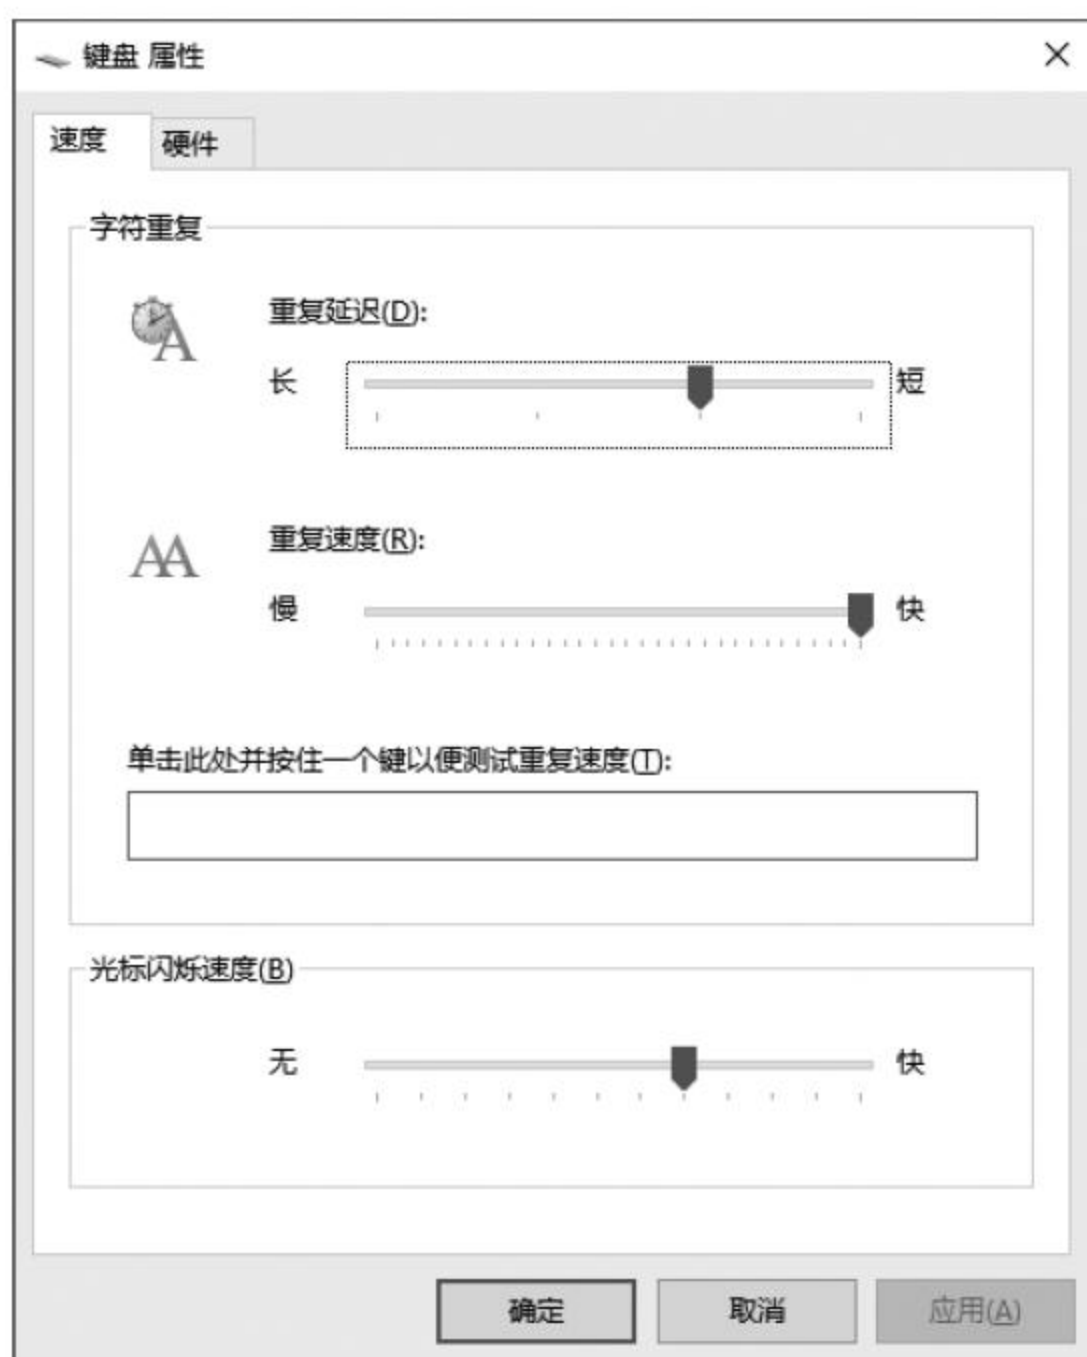 键盘 属性
速度 硬件
字符重复
重复延迟(D):
长 短
重复速度(R):
慢 快
单击此处并按住一个键以便测试重复速度(T):
光标闪烁速度(B)
无 快
确定 取消 应用(A)